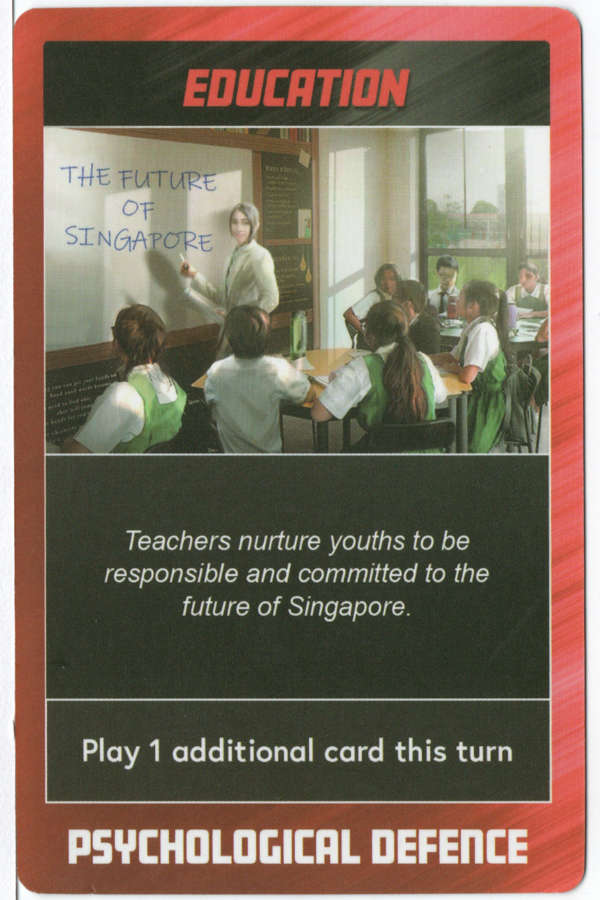 EDUCATION
THE FUTURE
OF
SINGAPORE
Teachers nurture youths to be
responsible and committed to the
future of Singapore.
Play 1 additional card this turn
PSYCHOLOGICAL DEFENCE